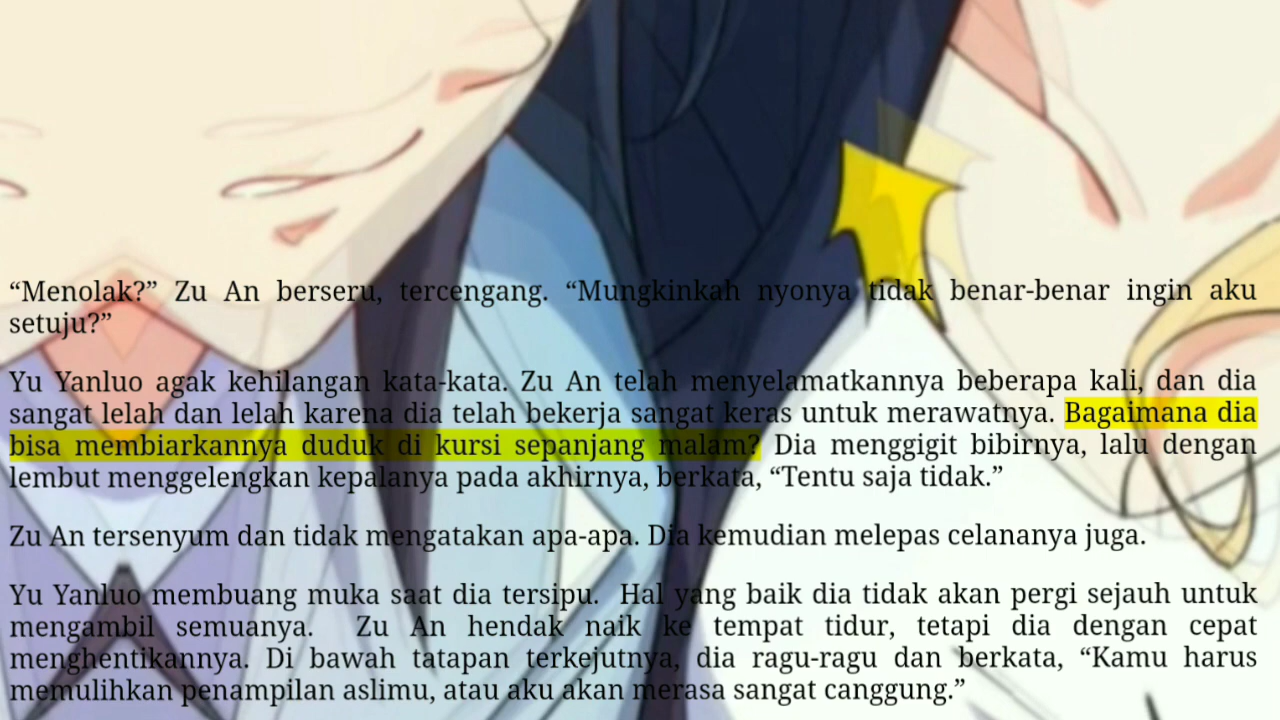 “Menolak?” Zu An berseru, tercengang. “Mungkinkah nyonya tidak benar-benar ingin aku
setuju?”
Yu Yanluo agak kehilangan kata-kata. Zu An telah menyelamatkannya beberapa kali, dan dia
sangat lelah dan lelah karena dia telah bekerja sangat keras untuk merawatnya. Bagaimana dia
bisa membiarkannya duduk di kursi sepanjang malam? Dia menggigit bibirnya, lalu dengan
lembut menggelengkan kepalanya pada akhirnya, berkata, “Tentu saja tidak.”
Zu An tersenyum dan tidak mengatakan apa-apa. Dia kemudian melepas celananya juga.
Yu Yanluo membuang muka saat dia tersipu. Hal yang baik dia tidak akan pergi sejauh untuk
mengambil semuanya. Zu An hendak naik ke tempat tidur, tetapi dia dengan cepat
menghentikannya. Di bawah tatapan terkejutnya, dia ragu-ragu dan berkata, “Kamu harus
memulihkan penampilan aslimu, atau aku akan merasa sangat canggung.”